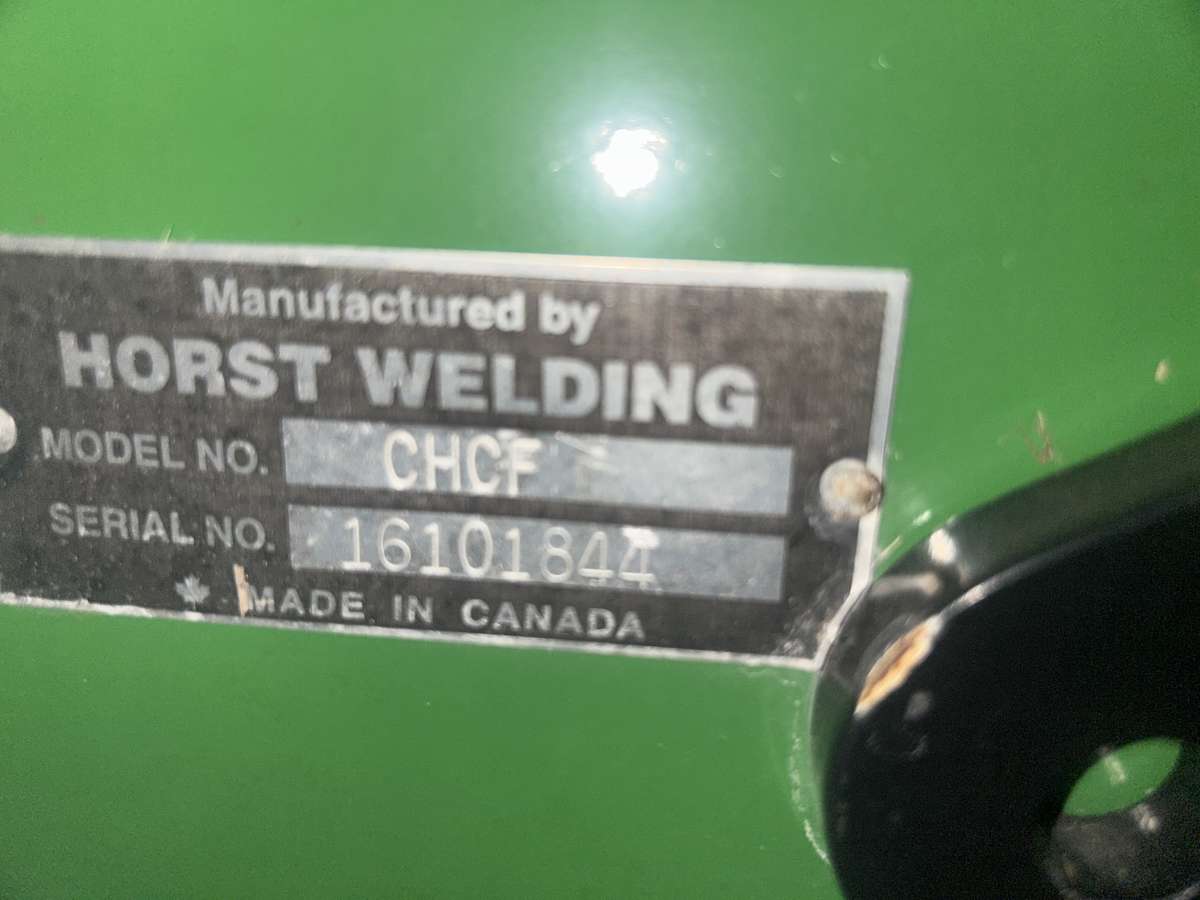 Manufactured by
HORST WELDING
MODEL NO. CHCF
SERIAL NO. 16101844
MADE IN CANADA